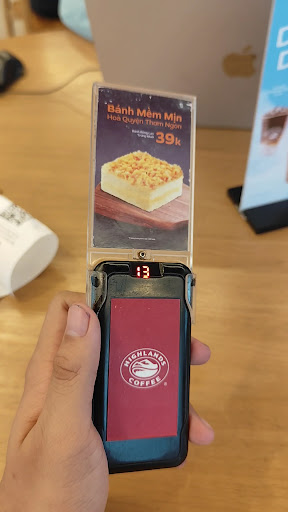 Bánh Mềm Mịn
Hoà Quyện Thơm Ngon
39k
13
HIGHLANDS
COFFEE